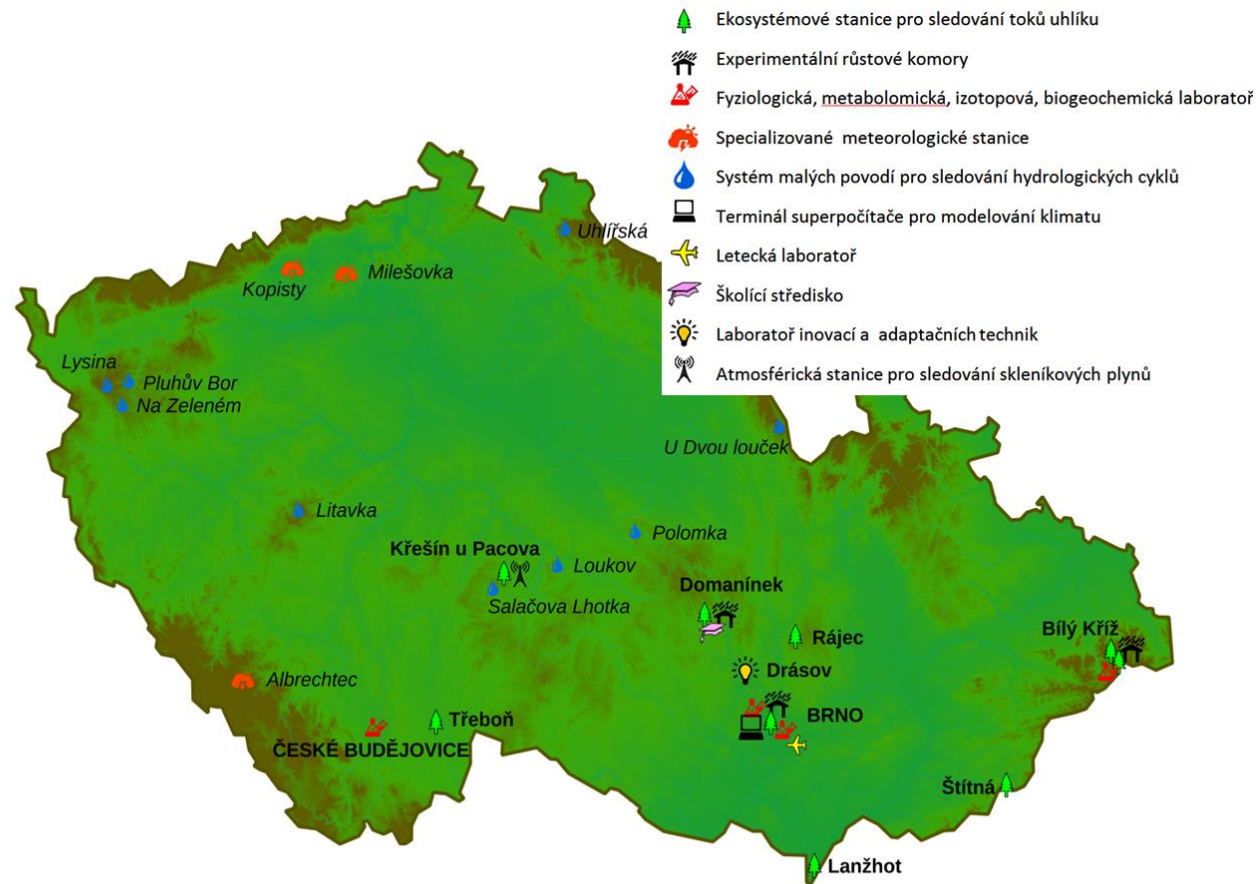 Ekosystémové stanice pro sledování toků uhlíku
Experimentální růstové komory
Fyziologická, metabolomická, izotopová, biogeochemická laboratoř
Specializované meteorologické stanice
Systém malých povodí pro sledování hydrologických cyklů
Terminál superpočítače pro modelování klimatu
Letecká laboratoř
Školící středisko
Laboratoř inovací a adaptačních technik
Atmosférická stanice pro sledování skleníkových plynů
Uhlířská
Milešovka
Kopisty
Lysina
Pluhův Bor
Na Zeleném
U Dvou louček
Litavka
Polomka
Křešín u Pacova
Loukov
Salačova Lhotka
Domanínek
Rájec
Bílý Kříž
Drásov
Albrechtec
BRNO
Třeboň
ČESKÉ BUDĚJOVICE
Štítná
Lanžhot